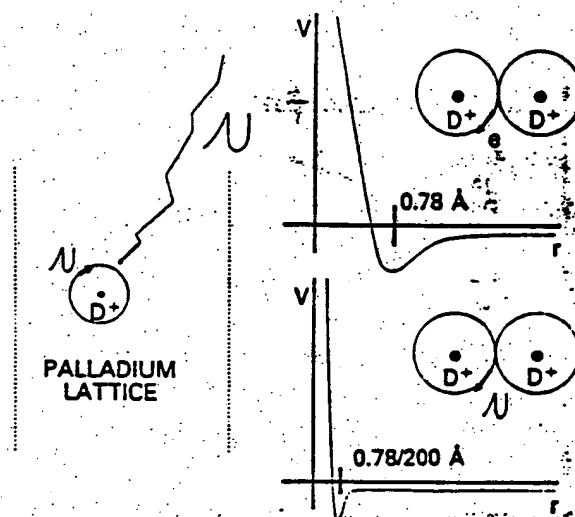 V
D+ D+
e
0.78 Å
r
μ
μ
D+
PALLADIUM
LATTICE
V
D+ D+
μ
0.78/200 Å
r